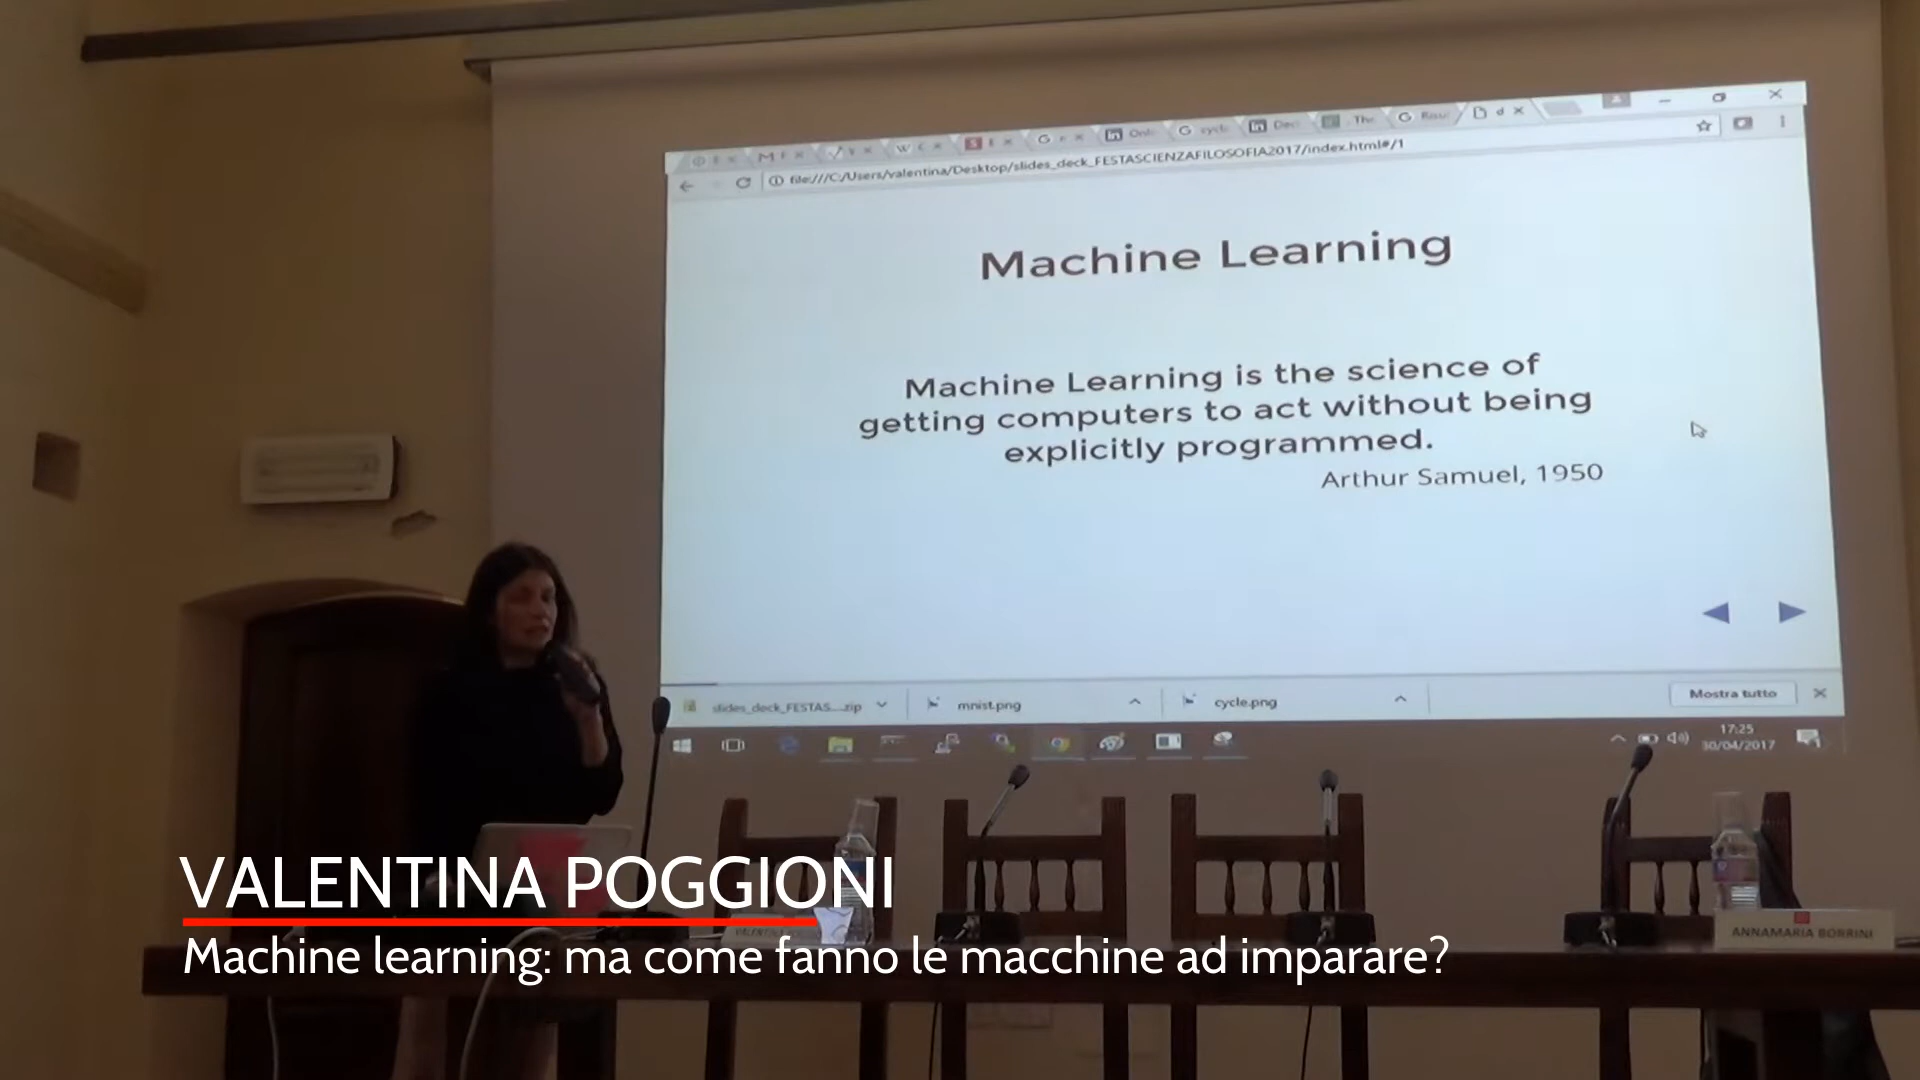 file:///C:/Users/valentina/Desktop/slides_deck_FESTASCIENZAFILOSOFIA2017/index.html#/1
Machine Learning
Machine Learning is the science of
getting computers to act without being
explicitly programmed.
Arthur Samuel, 1950
slides_deck_FESTAS....zip
mnist.png
cycle.png
Mostra tutto
17:25
30/04/2017
VALENTINA POGGIONI
Machine learning: ma come fanno le macchine ad imparare?
ANNAMARIA BORRINI